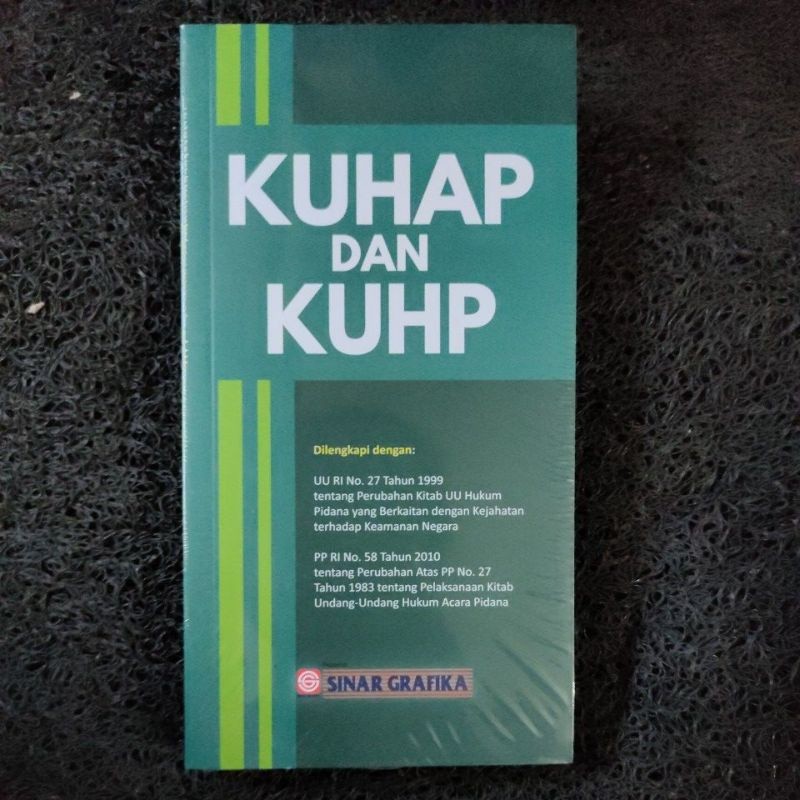 KUHAP
DAN
KUHP
Dilengkapi dengan:
UU RI No. 27 Tahun 1999
tentang Perubahan Kitab UU Hukum
Pidana yang Berkaitan dengan Kejahatan
terhadap Keamanan Negara
PP RI No. 58 Tahun 2010
tentang Perubahan Atas PP No. 27
Tahun 1983 tentang Pelaksanaan Kitab
Undang-Undang Hukum Acara Pidana
SINAR GRAFIKA